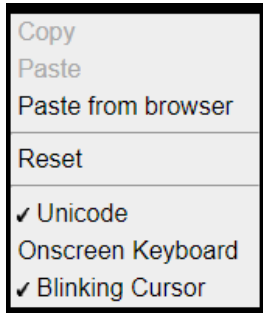 Copy
Paste
Paste from browser
Reset
✓ Unicode
Onscreen Keyboard
✓ Blinking Cursor